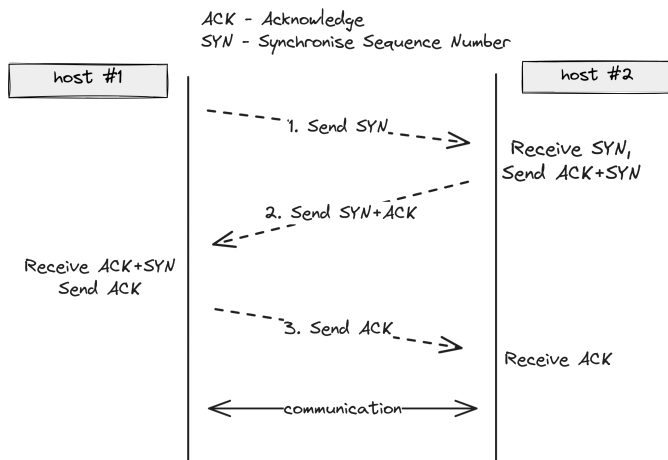 ACK - Acknowledge
SYN - Synchronise Sequence Number
host #1
host #2
1. Send SYN
Receive SYN,
Send ACK+SYN
2. Send SYN+ACK
Receive ACK+SYN
Send ACK
3. Send ACK
Receive ACK
communication